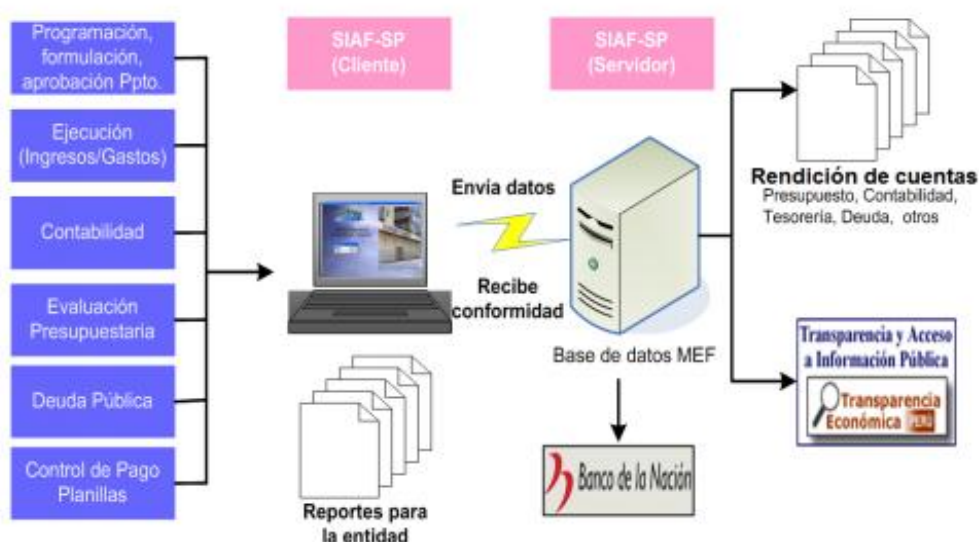 Programación,
formulación,
aprobación Ppto.
Ejecución
(Ingresos/Gastos)
Contabilidad
Evaluación
Presupuestaria
Deuda Pública
Control de Pago
Planillas
SIAF-SP
(Cliente)
Reportes para
la entidad
Envía datos
Recibe
conformidad
SIAF-SP
(Servidor)
Base de datos MEF
Banco de la Nación
Rendición de cuentas
Presupuesto, Contabilidad,
Tesorería, Deuda, otros
Transparencia y Acceso
a Información Pública
Transparencia
Económica PERÚ